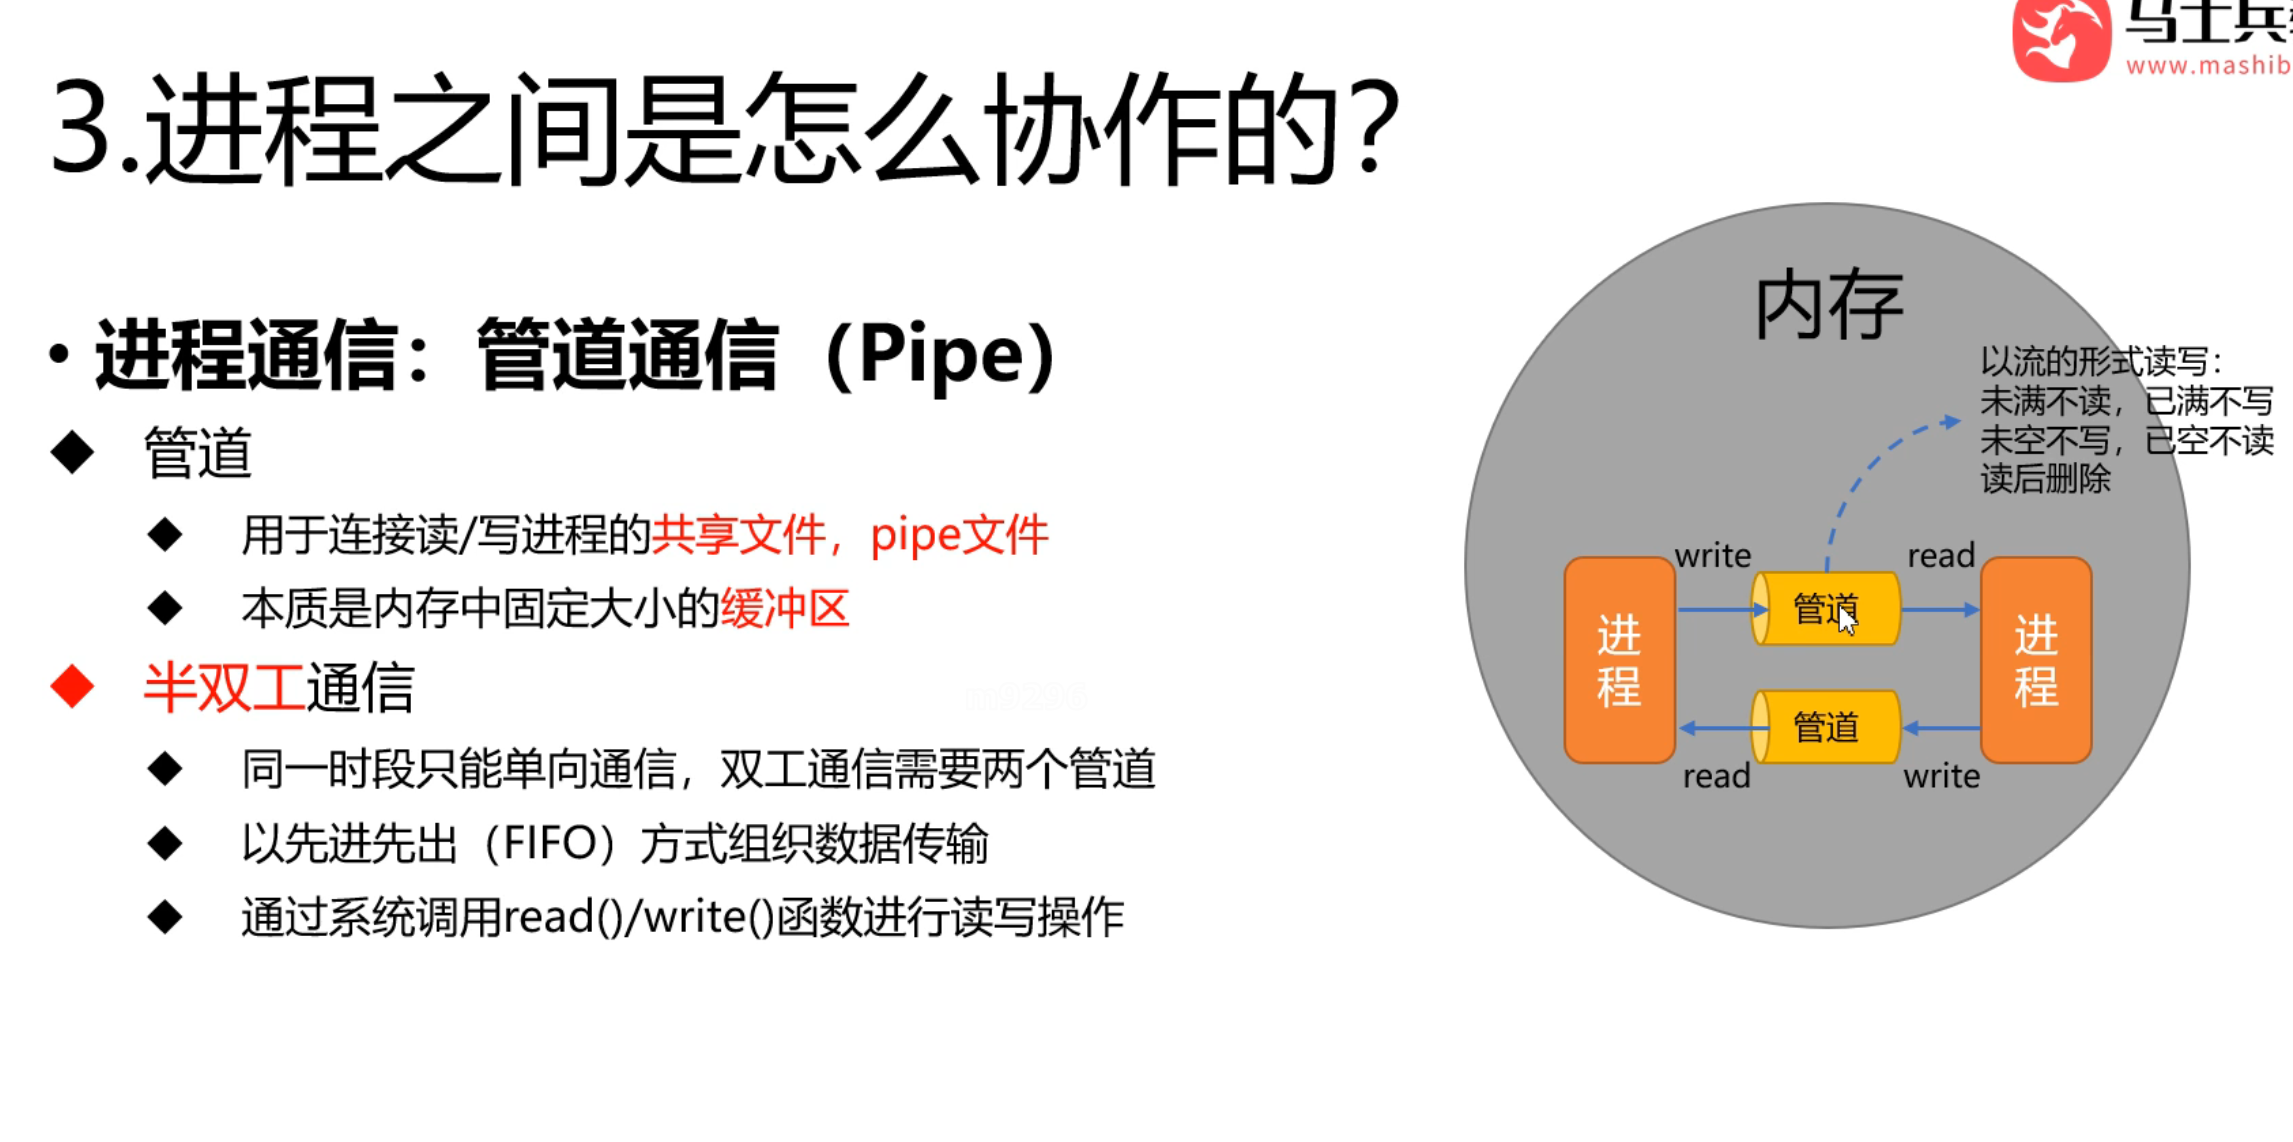 马士兵
www.mashib
3.进程之间是怎么协作的?
• 进程通信：管道通信（Pipe）
管道
用于连接读/写进程的共享文件，pipe文件
本质是内存中固定大小的缓冲区
半双工通信
同一时段只能单向通信，双工通信需要两个管道
以先进先出（FIFO）方式组织数据传输
通过系统调用read()/write()函数进行读写操作
m9296
内存
以流的形式读写：
未满不读，已满不写
未空不写，已空不读
读后删除
write
read
进程
管道
进程
管道
read
write